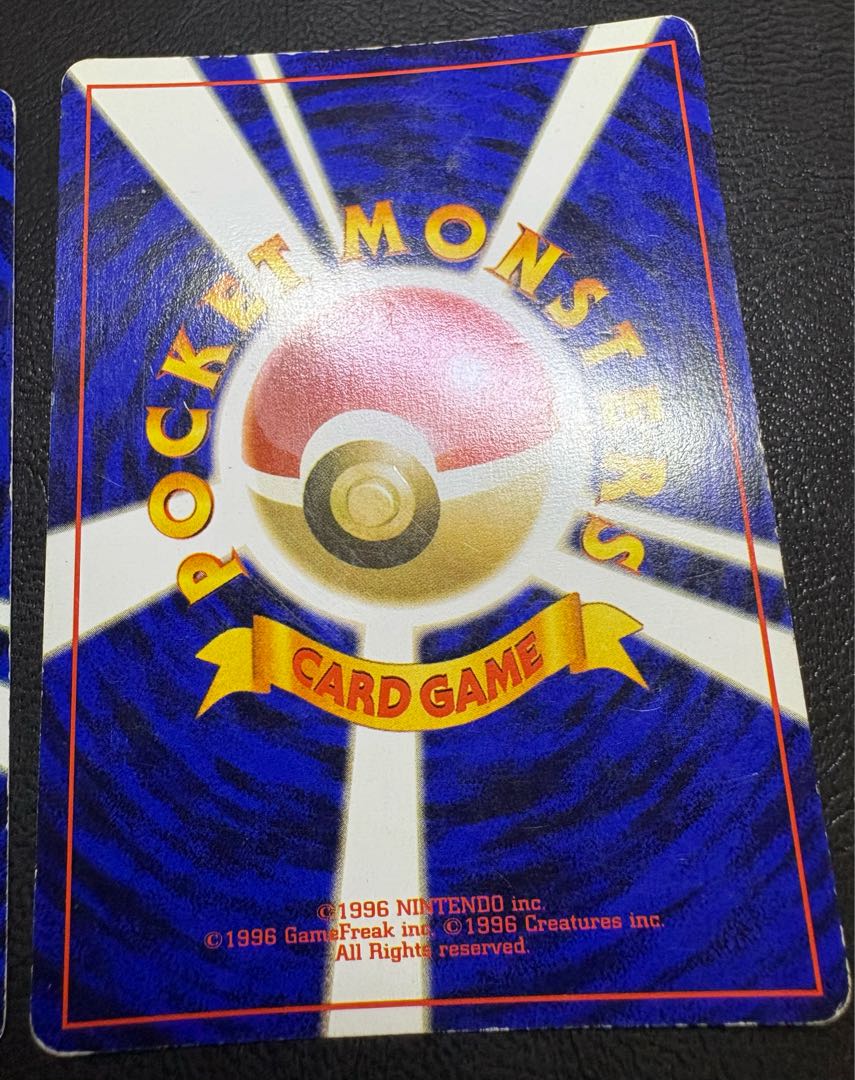 POCKET MONSTERS
CARD GAME
©1996 NINTENDO inc.
©1996 GameFreak inc. ©1996 Creatures inc.
All Rights reserved.